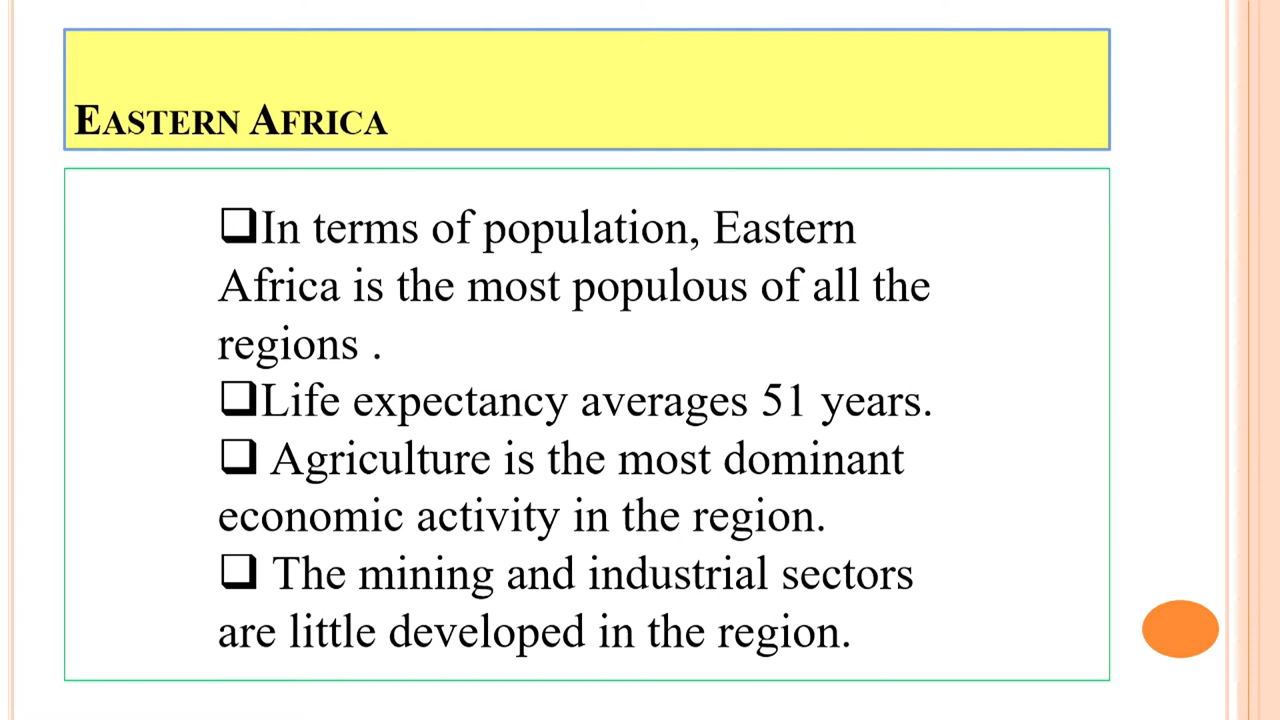 EASTERN AFRICA
❑In terms of population, Eastern
Africa is the most populous of all the
regions .
❑Life expectancy averages 51 years.
❑ Agriculture is the most dominant
economic activity in the region.
❑ The mining and industrial sectors
are little developed in the region.